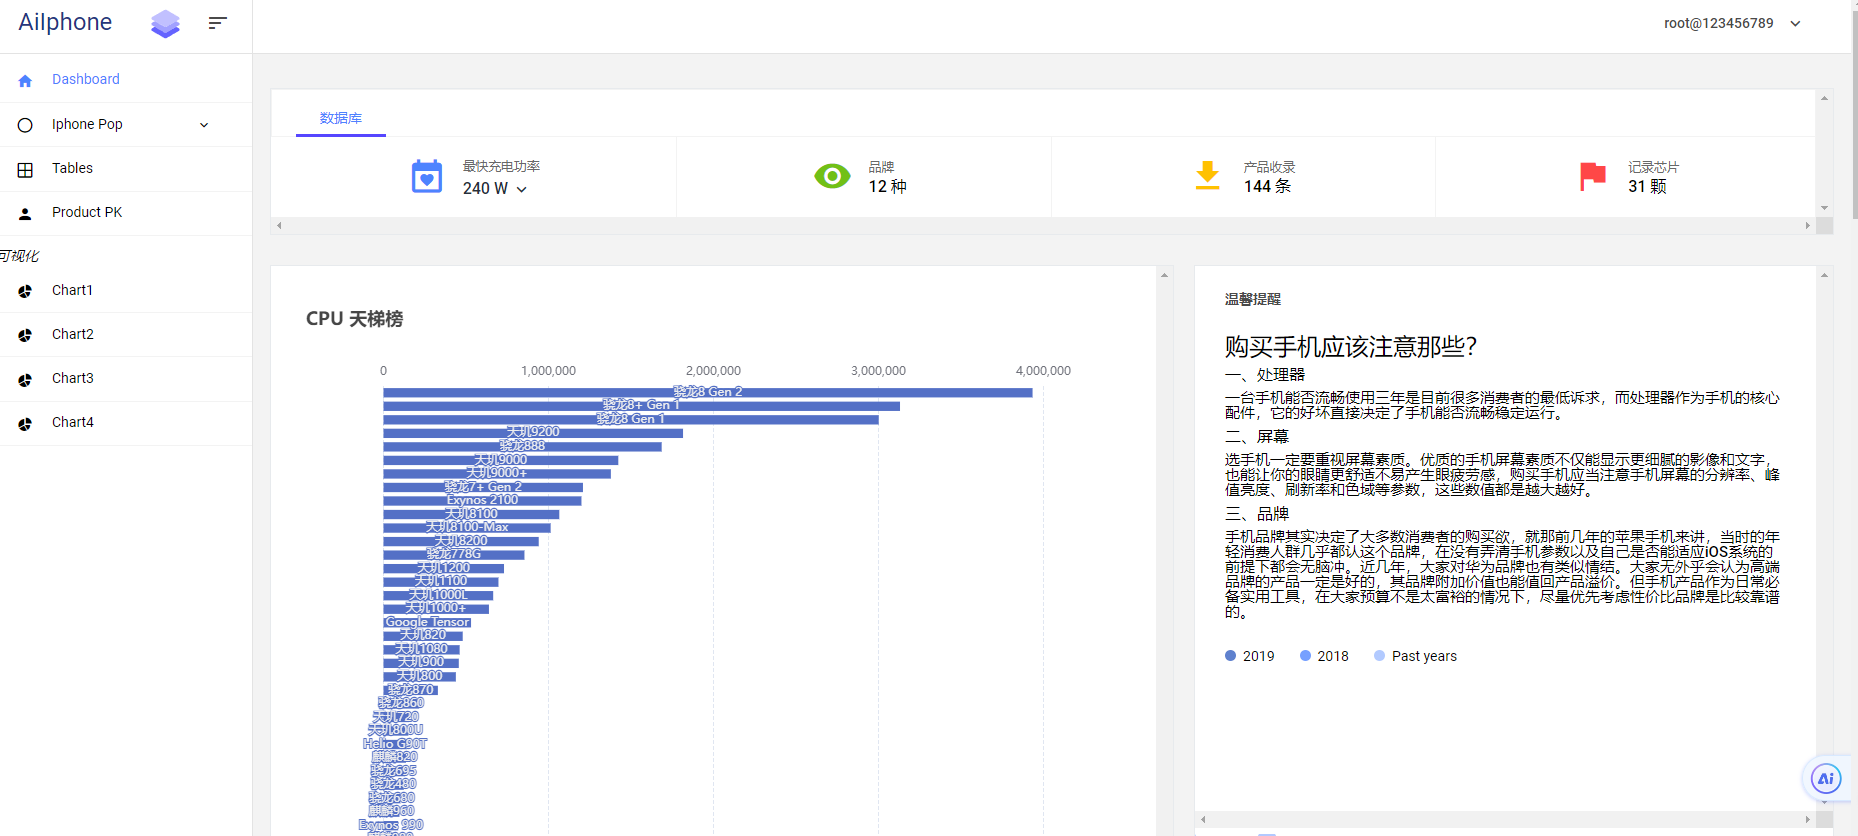 AiIphone
root@123456789
Dashboard
Iphone Pop
Tables
Product PK
可视化
Chart1
Chart2
Chart3
Chart4
数据库
最快充电功率
240 W
品牌
12 种
产品收录
144 条
记录芯片
31 颗
CPU 天梯榜
0 1,000,000 2,000,000 3,000,000 4,000,000
骁龙8 Gen 2
骁龙8+ Gen 1
骁龙8 Gen 1
天玑9200
骁龙888
天玑9000
天玑9000+
骁龙7+ Gen 2
Exynos 2100
天玑8100
天玑8100-Max
天玑8200
骁龙778G
天玑1200
天玑1100
天玑1000L
天玑1000+
Google Tensor
天玑820
天玑1080
天玑900
天玑800
骁龙870
骁龙860
天玑720
天玑800U
Helio G90T
麒麟820
骁龙695
骁龙480
骁龙680
麒麟960
Exynos 990
温馨提醒
购买手机应该注意那些？
一、处理器
一台手机能否流畅使用三年是目前很多消费者的最低诉求，而处理器作为手机的核心
配件，它的好坏直接决定了手机能否流畅稳定运行。
二、屏幕
选手机一定要重视屏幕素质。优质的手机屏幕素质不仅能显示更细腻的影像和文字，
也能让你的眼睛更舒适不易产生眼疲劳感，购买手机应当注意手机屏幕的分辨率、峰
值亮度、刷新率和色域等参数，这些数值都是越大越好。
三、品牌
手机品牌其实决定了大多数消费者的购买欲，就那前几年的苹果手机来讲，当时的年
轻消费人群几乎都认这个品牌，在没有弄清手机参数以及自己是否能适应iOS系统的
前提下都会无脑冲。近几年，大家对华为品牌也有类似情结。大家无外乎会认为高端
品牌的产品一定是好的，其品牌附加价值也能值回产品溢价。但手机产品作为日常必
备实用工具，在大家预算不是太富裕的情况下，尽量优先考虑性价比品牌是比较靠谱
的。
2019 2018 Past years
Ai